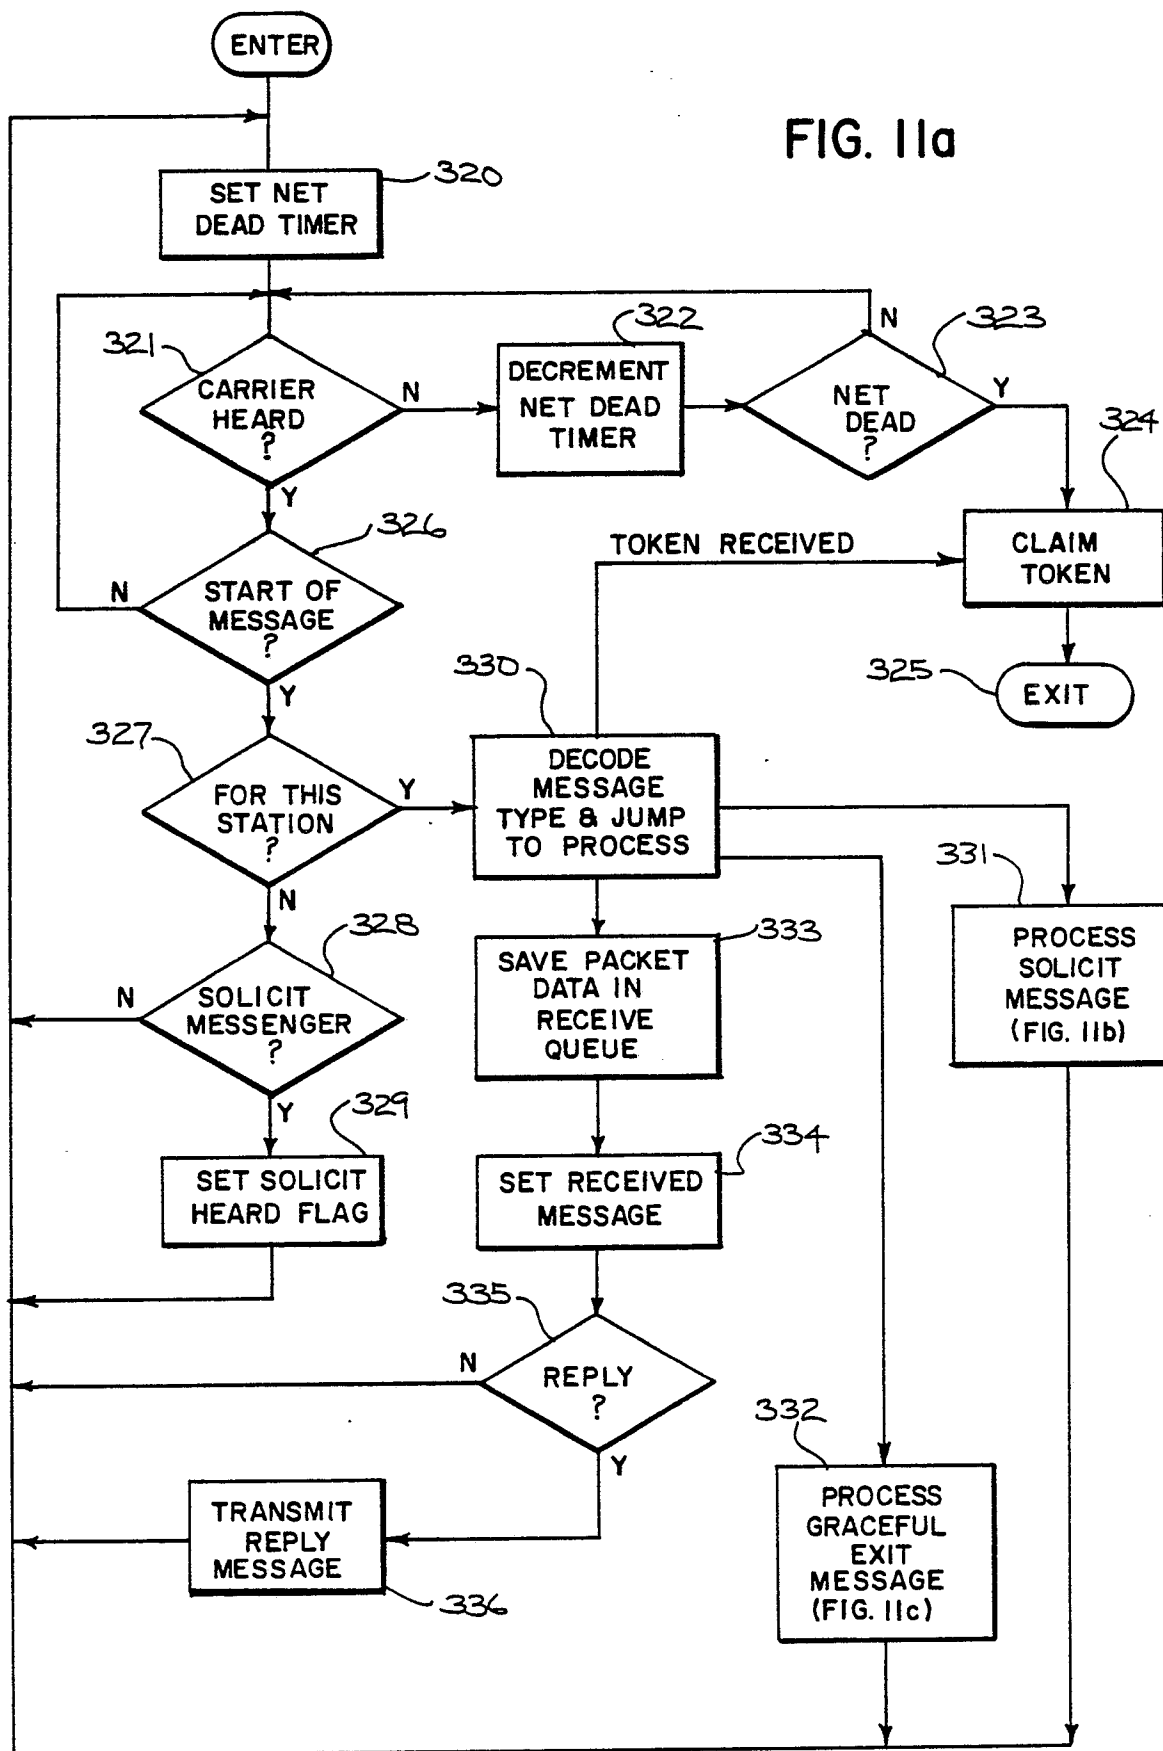 ENTER
FIG. 11a
320
SET NET
DEAD TIMER
321
322
N
323
CARRIER
HEARD
?
N
DECREMENT
NET DEAD
TIMER
NET
DEAD
?
Y
324
Y
326
TOKEN RECEIVED
CLAIM
TOKEN
N
START OF
MESSAGE
?
330
325
EXIT
Y
327
FOR THIS
STATION
?
Y
DECODE
MESSAGE
TYPE & JUMP
TO PROCESS
331
N
328
333
N
SOLICIT
MESSENGER
?
SAVE PACKET
DATA IN
RECEIVE
QUEUE
PROCESS
SOLICIT
MESSAGE
(FIG. 11b)
Y
329
334
SET SOLICIT
HEARD FLAG
SET RECEIVED
MESSAGE
335
N
REPLY
?
332
Y
TRANSMIT
REPLY
MESSAGE
336
PROCESS
GRACEFUL
EXIT
MESSAGE
(FIG. 11c)